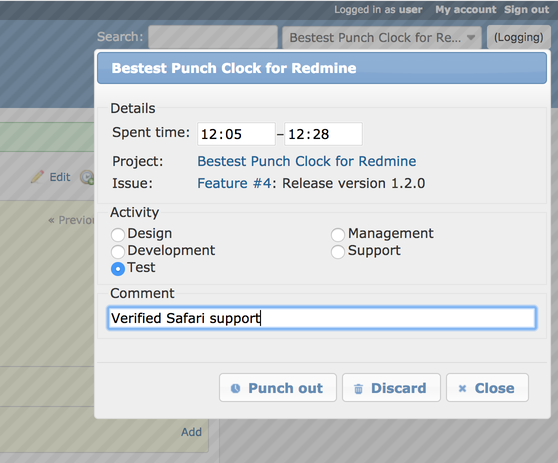 Logged in as user My account Sign out
Search: Bestest Punch Clock for Re... (Logging)
Bestest Punch Clock for Redmine
Details
Spent time: 12:05 – 12:28
Project: Bestest Punch Clock for Redmine
Issue: Feature #4: Release version 1.2.0
Edit
Activity
« Previou
Design Management
Development Support
Test
Comment
Verified Safari support
Punch out Discard Close
Add